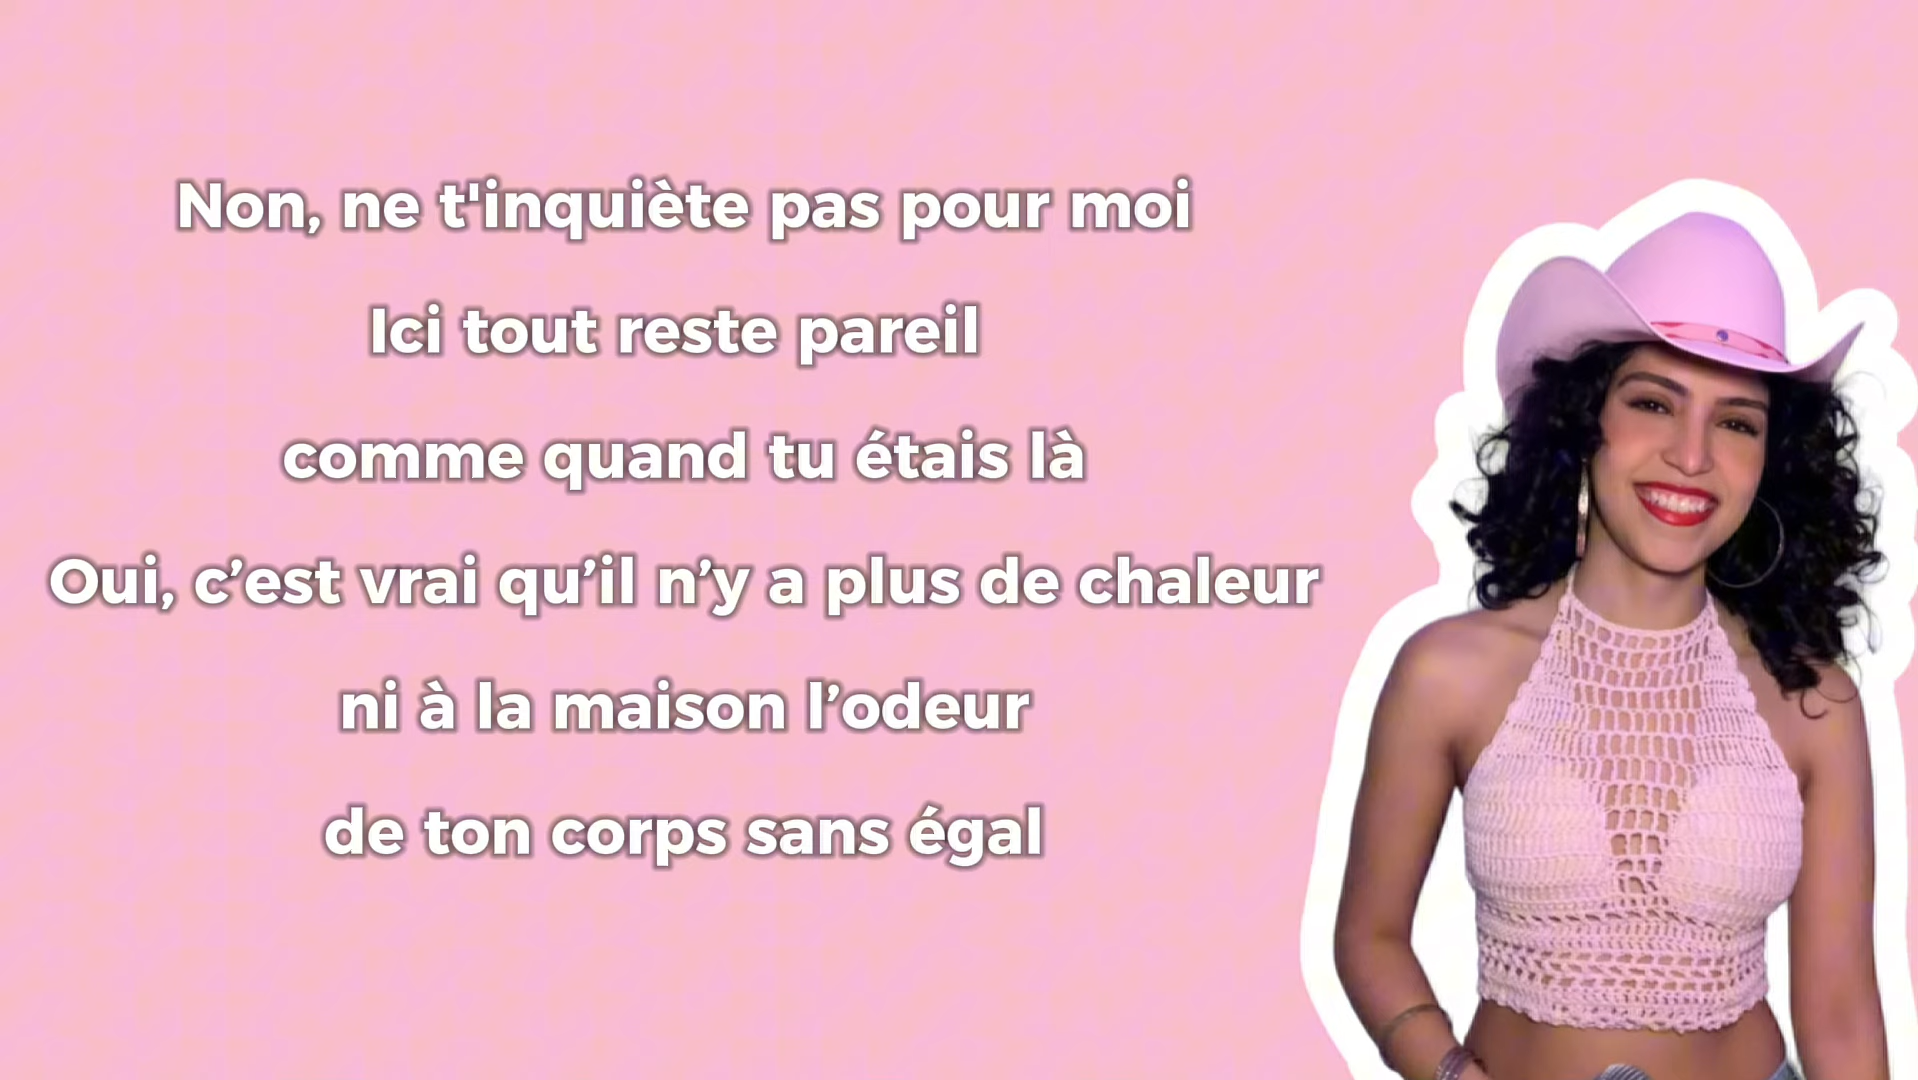 Non, ne t'inquiète pas pour moi
Ici tout reste pareil
comme quand tu étais là
Oui, c’est vrai qu’il n’y a plus de chaleur
ni à la maison l’odeur
de ton corps sans égal